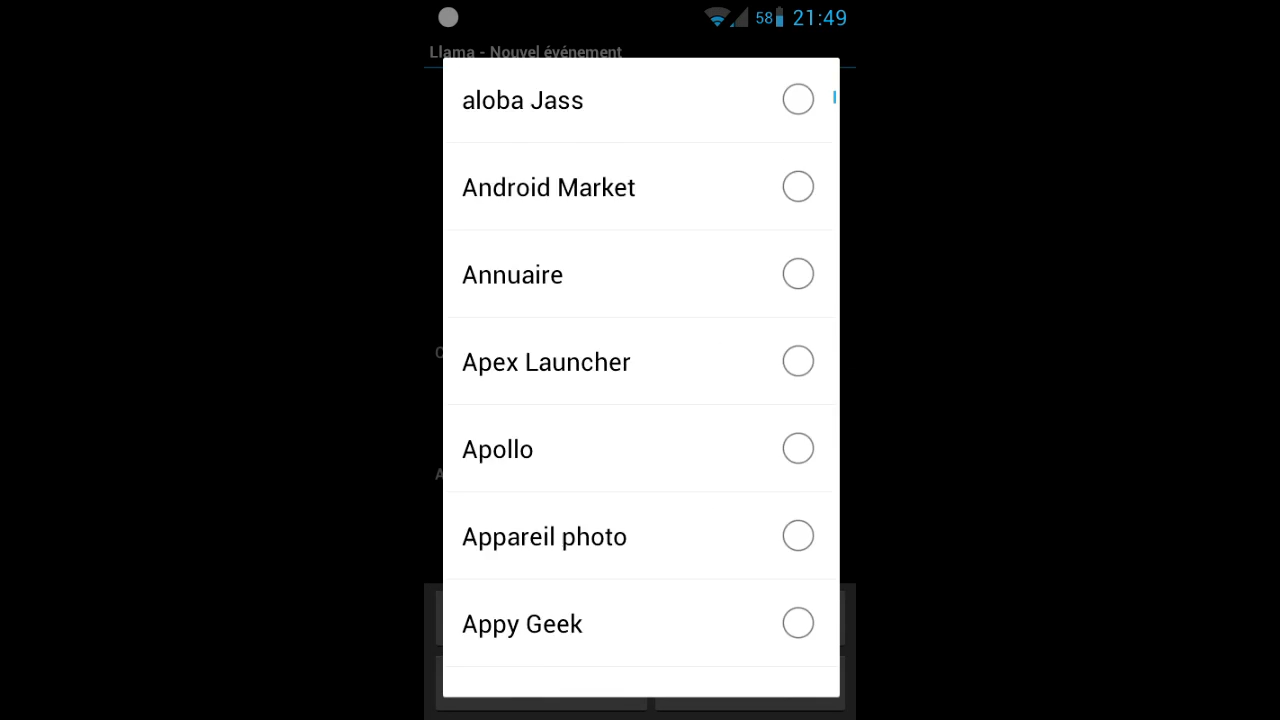 58 21:49
Llama - Nouvel événement
aloba Jass
Android Market
Annuaire
Apex Launcher
Apollo
Appareil photo
Appy Geek